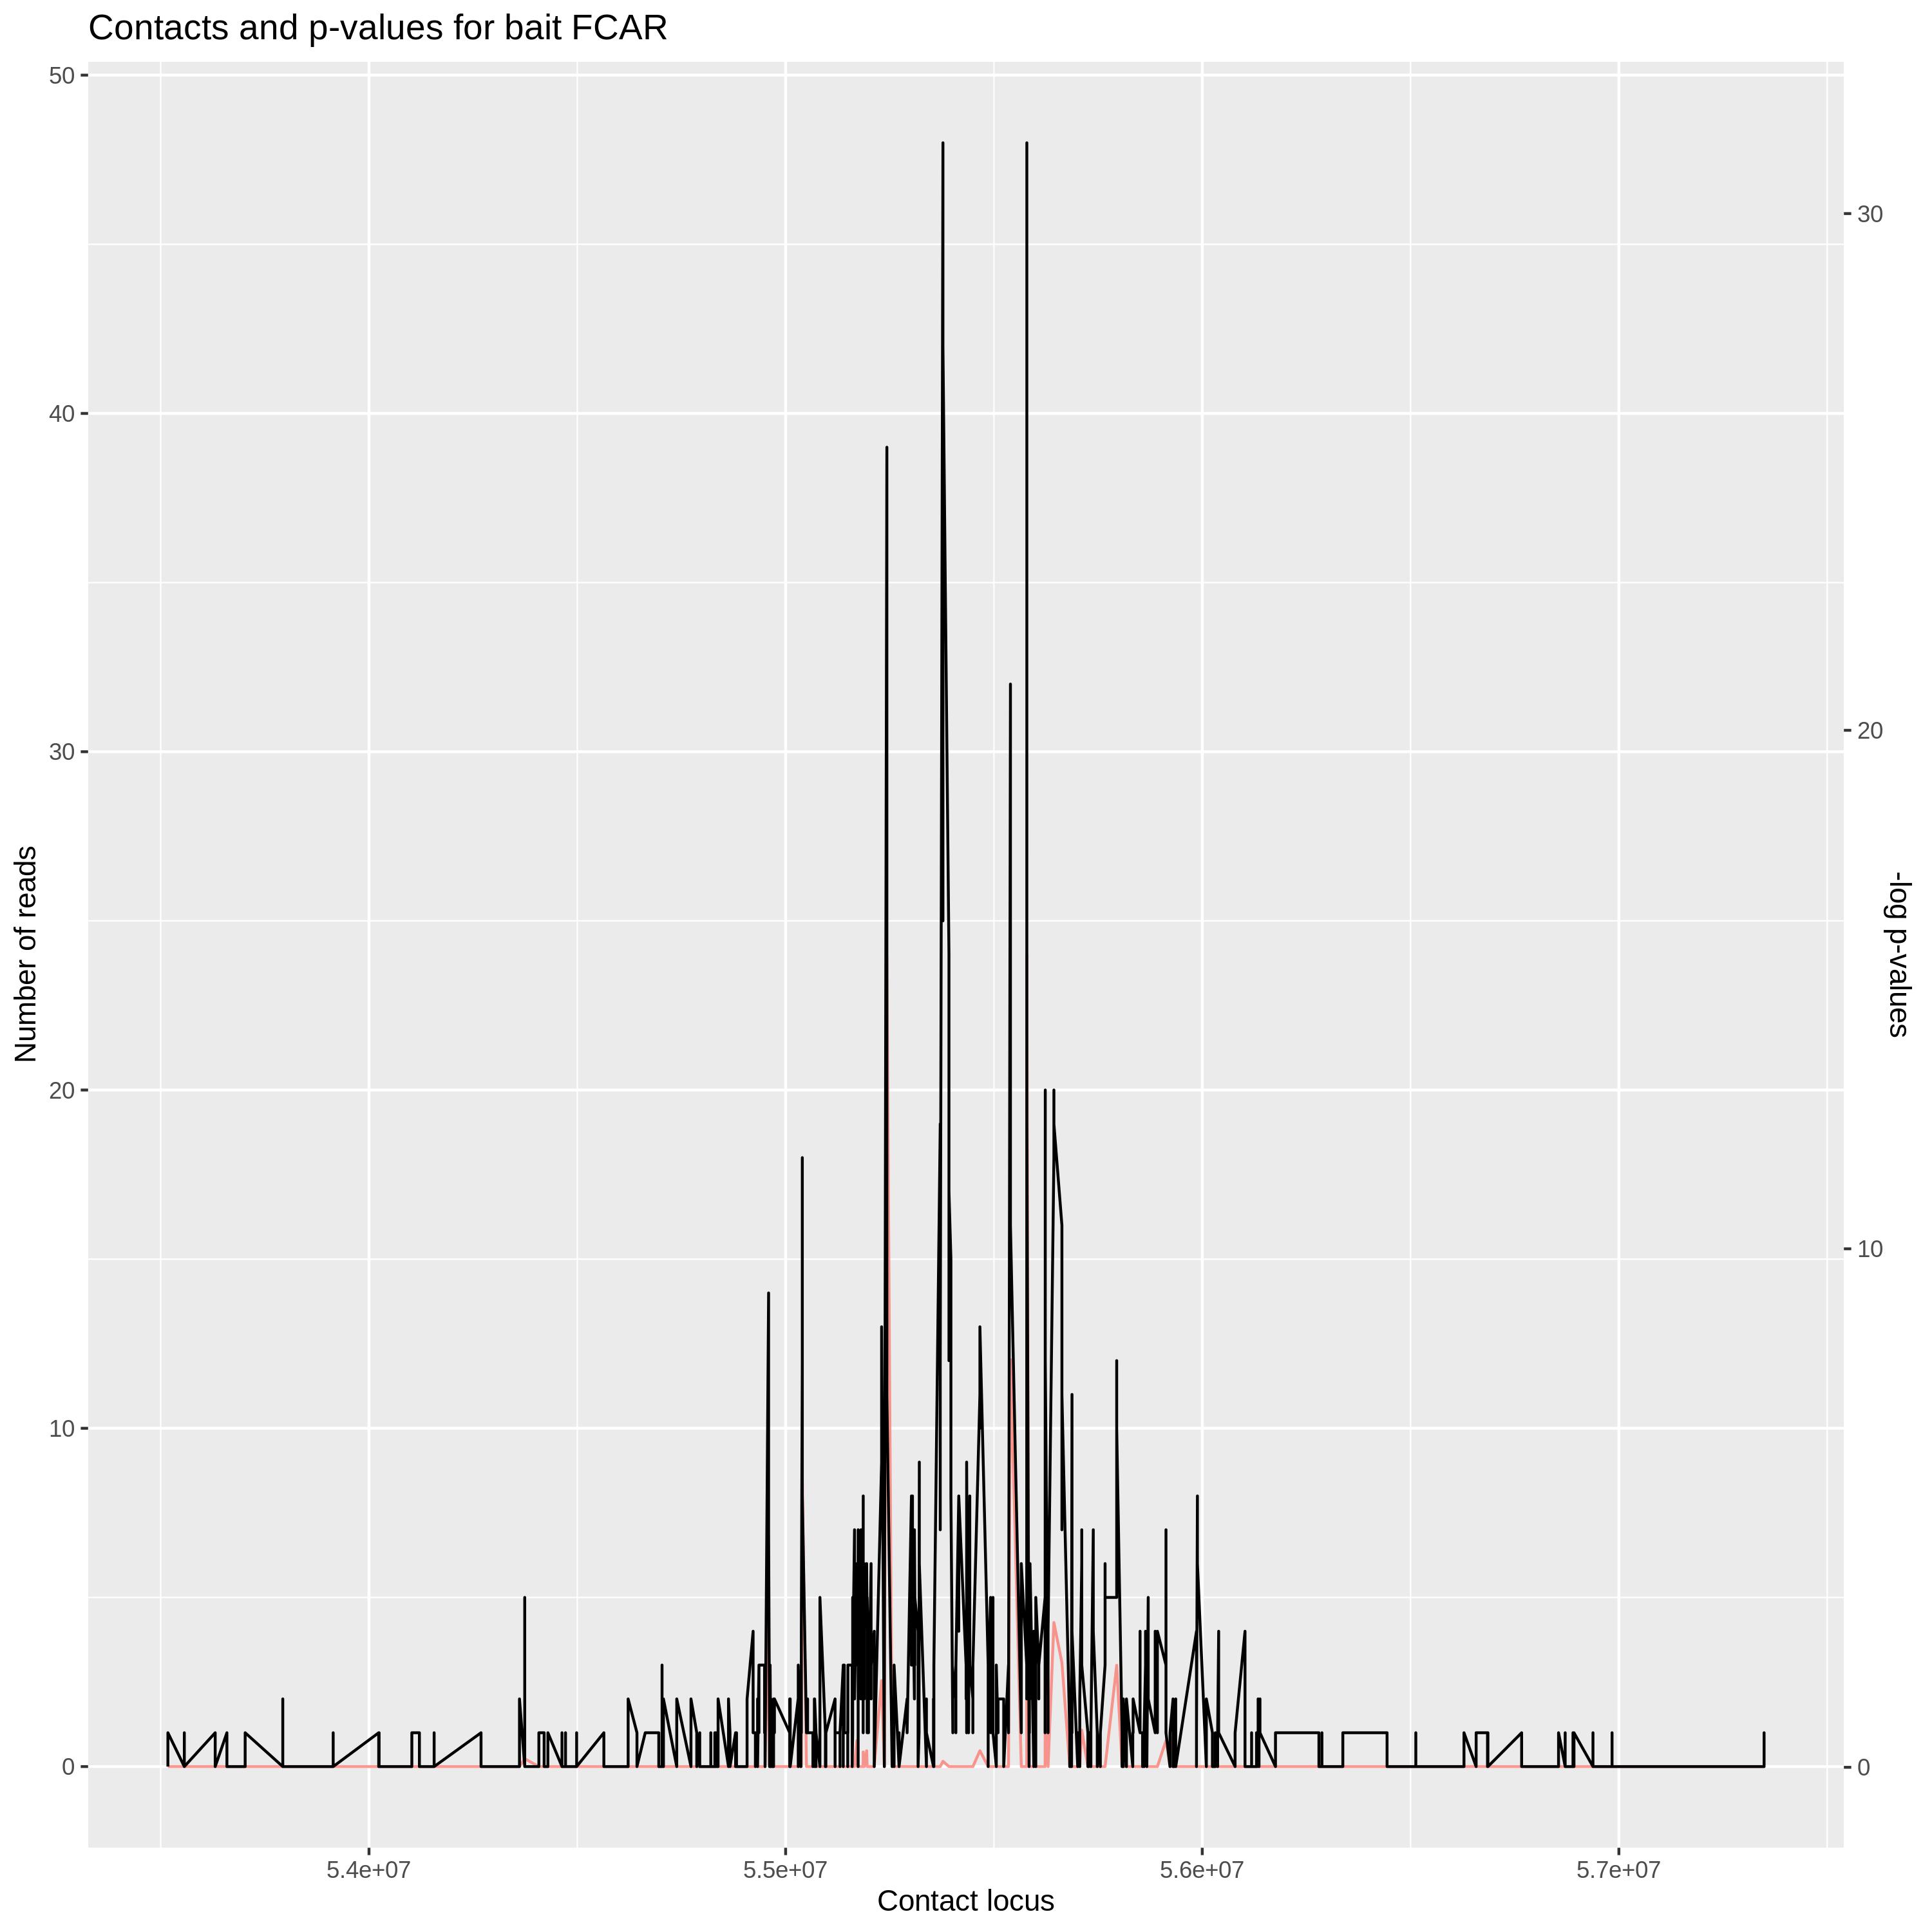 Contacts and p-values for bait FCAR
50
40
30
20
10
0
Number of reads
30
20
10
0
-log p-values
5.4e+07
5.5e+07
5.6e+07
5.7e+07
Contact locus